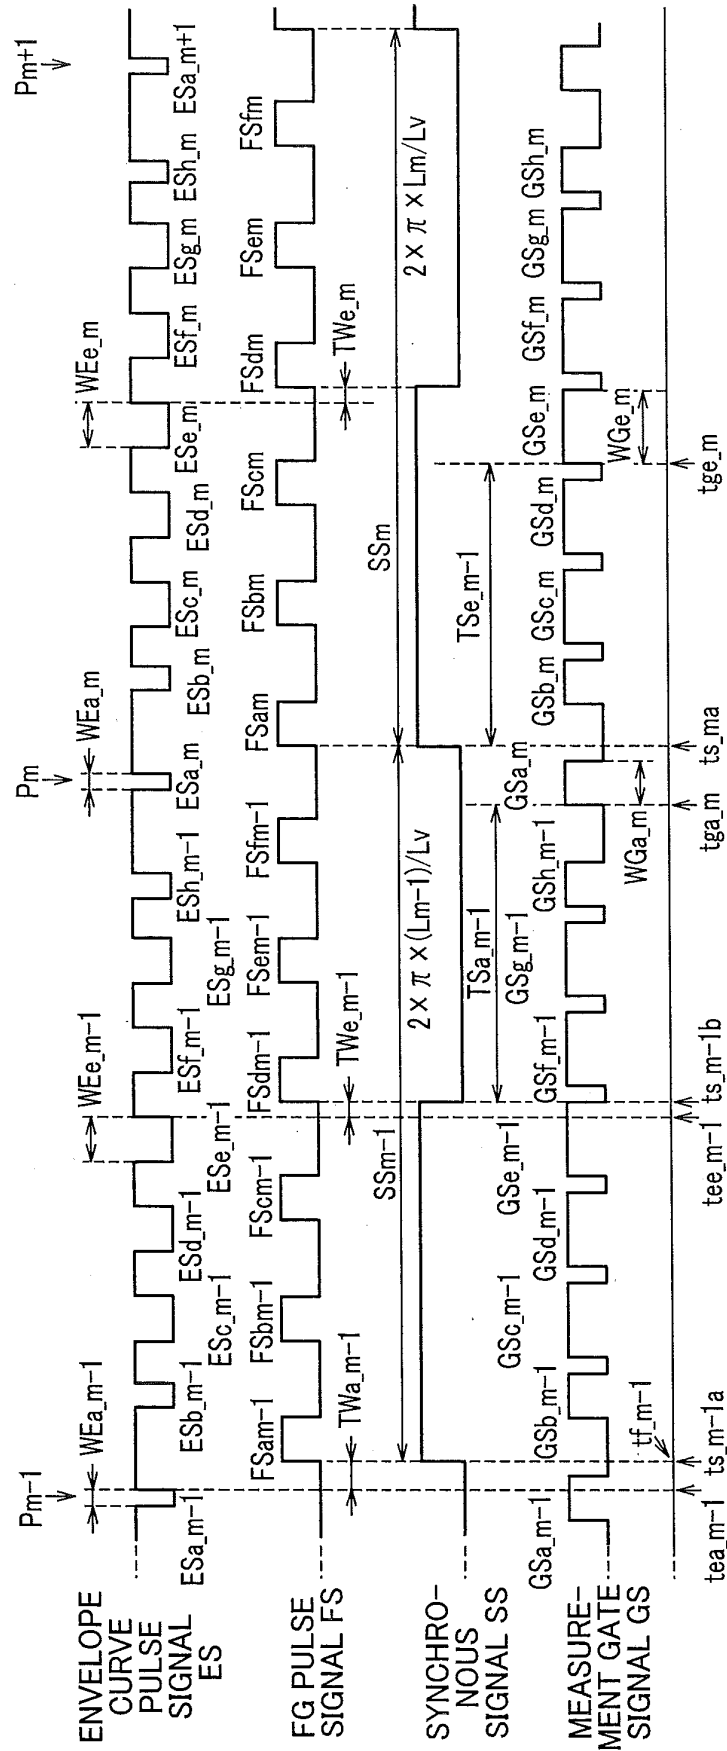 ENVELOPE
CURVE
PULSE
SIGNAL
ES
Pm-1
Pm
Pm+1
WEa_m-1
WEe_m-1
WEa_m
WEe_m
ESa_m-1
ESb_m-1
ESc_m-1
ESd_m-1
ESe_m-1
ESf_m-1
ESg_m-1
ESh_m-1
ESa_m
ESb_m
ESc_m
ESd_m
ESe_m
ESf_m
ESg_m
ESh_m
ESa_m+1
FG PULSE
SIGNAL FS
FSam-1
FSbm-1
FScm-1
FSdm-1
FSem-1
FSfm-1
FSam
FSbm
FScm
FSdm
FSem
FSfm
TWa_m-1
TWe_m-1
TWe_m
SYNCHRO-
NOUS
SIGNAL SS
SSm-1
2×π×(Lm-1)/Lv
SSm
2×π×Lm/Lv
TSa_m-1
TSe_m-1
MEASURE-
MENT GATE
SIGNAL GS
GSa_m-1
GSb_m-1
GSc_m-1
GSd_m-1
GSe_m-1
GSf_m-1
GSg_m-1
GSh_m-1
GSa_m
GSb_m
GSc_m
GSd_m
GSe_m
GSf_m
GSg_m
GSh_m
WGa_m
WGe_m
tf_m-1
tea_m-1
ts_m-1a
tee_m-1
ts_m-1b
tga_m
ts_ma
tge_m